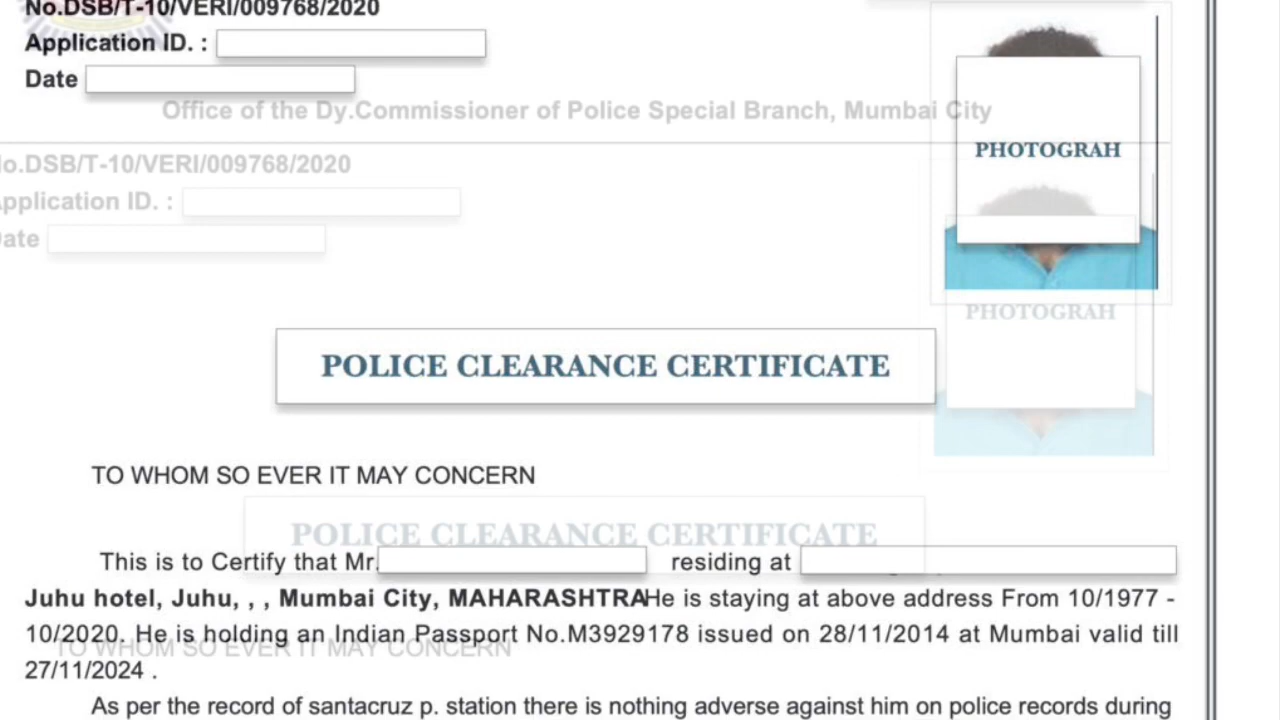 No.DSB/T-10/VERI/009768/2020
Application ID. :
Date
Office of the Dy.Commissioner of Police Special Branch, Mumbai City
No.DSB/T-10/VERI/009768/2020
Application ID. :
Date
PHOTOGRAH
PHOTOGRAH
POLICE CLEARANCE CERTIFICATE
TO WHOM SO EVER IT MAY CONCERN
POLICE CLEARANCE CERTIFICATE
This is to Certify that Mr. residing at
Juhu hotel, Juhu, , , Mumbai City, MAHARASHTRA He is staying at above address From 10/1977 -
10/2020. He is holding an Indian Passport No.M3929178 issued on 28/11/2014 at Mumbai valid till
TO WHOM SO EVER IT MAY CONCERN
27/11/2024 .
As per the record of santacruz p. station there is nothing adverse against him on police records during